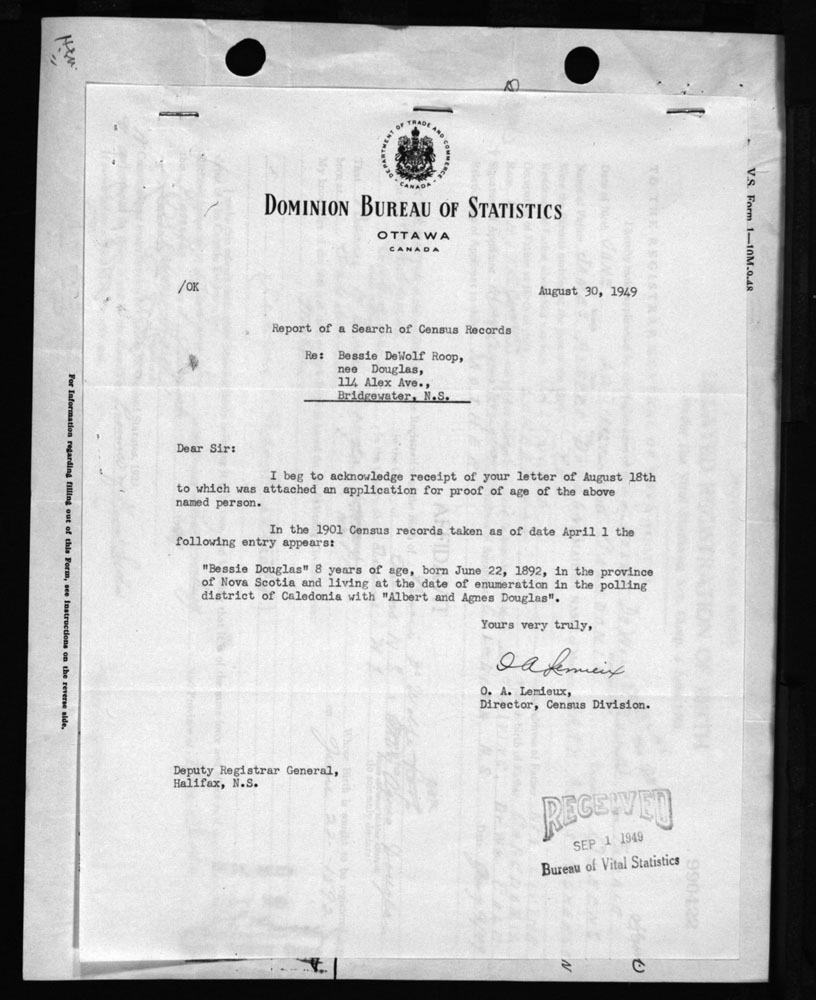 DEPARTMENT OF TRADE AND COMMERCE
CANADA
DOMINION BUREAU OF STATISTICS
OTTAWA
CANADA
/OK
August 30, 1949
Report of a Search of Census Records
Re: Bessie DeWolf Roop,
nee Douglas,
114 Alex Ave.,
Bridgewater, N.S.
Dear Sir:
I beg to acknowledge receipt of your letter of August 18th
to which was attached an application for proof of age of the above
named person.
In the 1901 Census records taken as of date April 1 the
following entry appears:
"Bessie Douglas" 8 years of age, born June 22, 1892, in the province
of Nova Scotia and living at the date of enumeration in the polling
district of Caledonia with "Albert and Agnes Douglas".
Yours very truly,
O A Lemieux
O. A. Lemieux,
Director, Census Division.
Deputy Registrar General,
Halifax, N.S.
RECEIVED
SEP 1 1949
Bureau of Vital Statistics
For Information regarding filling out of this Form, see Instructions on the reverse side.
V.S. Form 1—10M-9-48